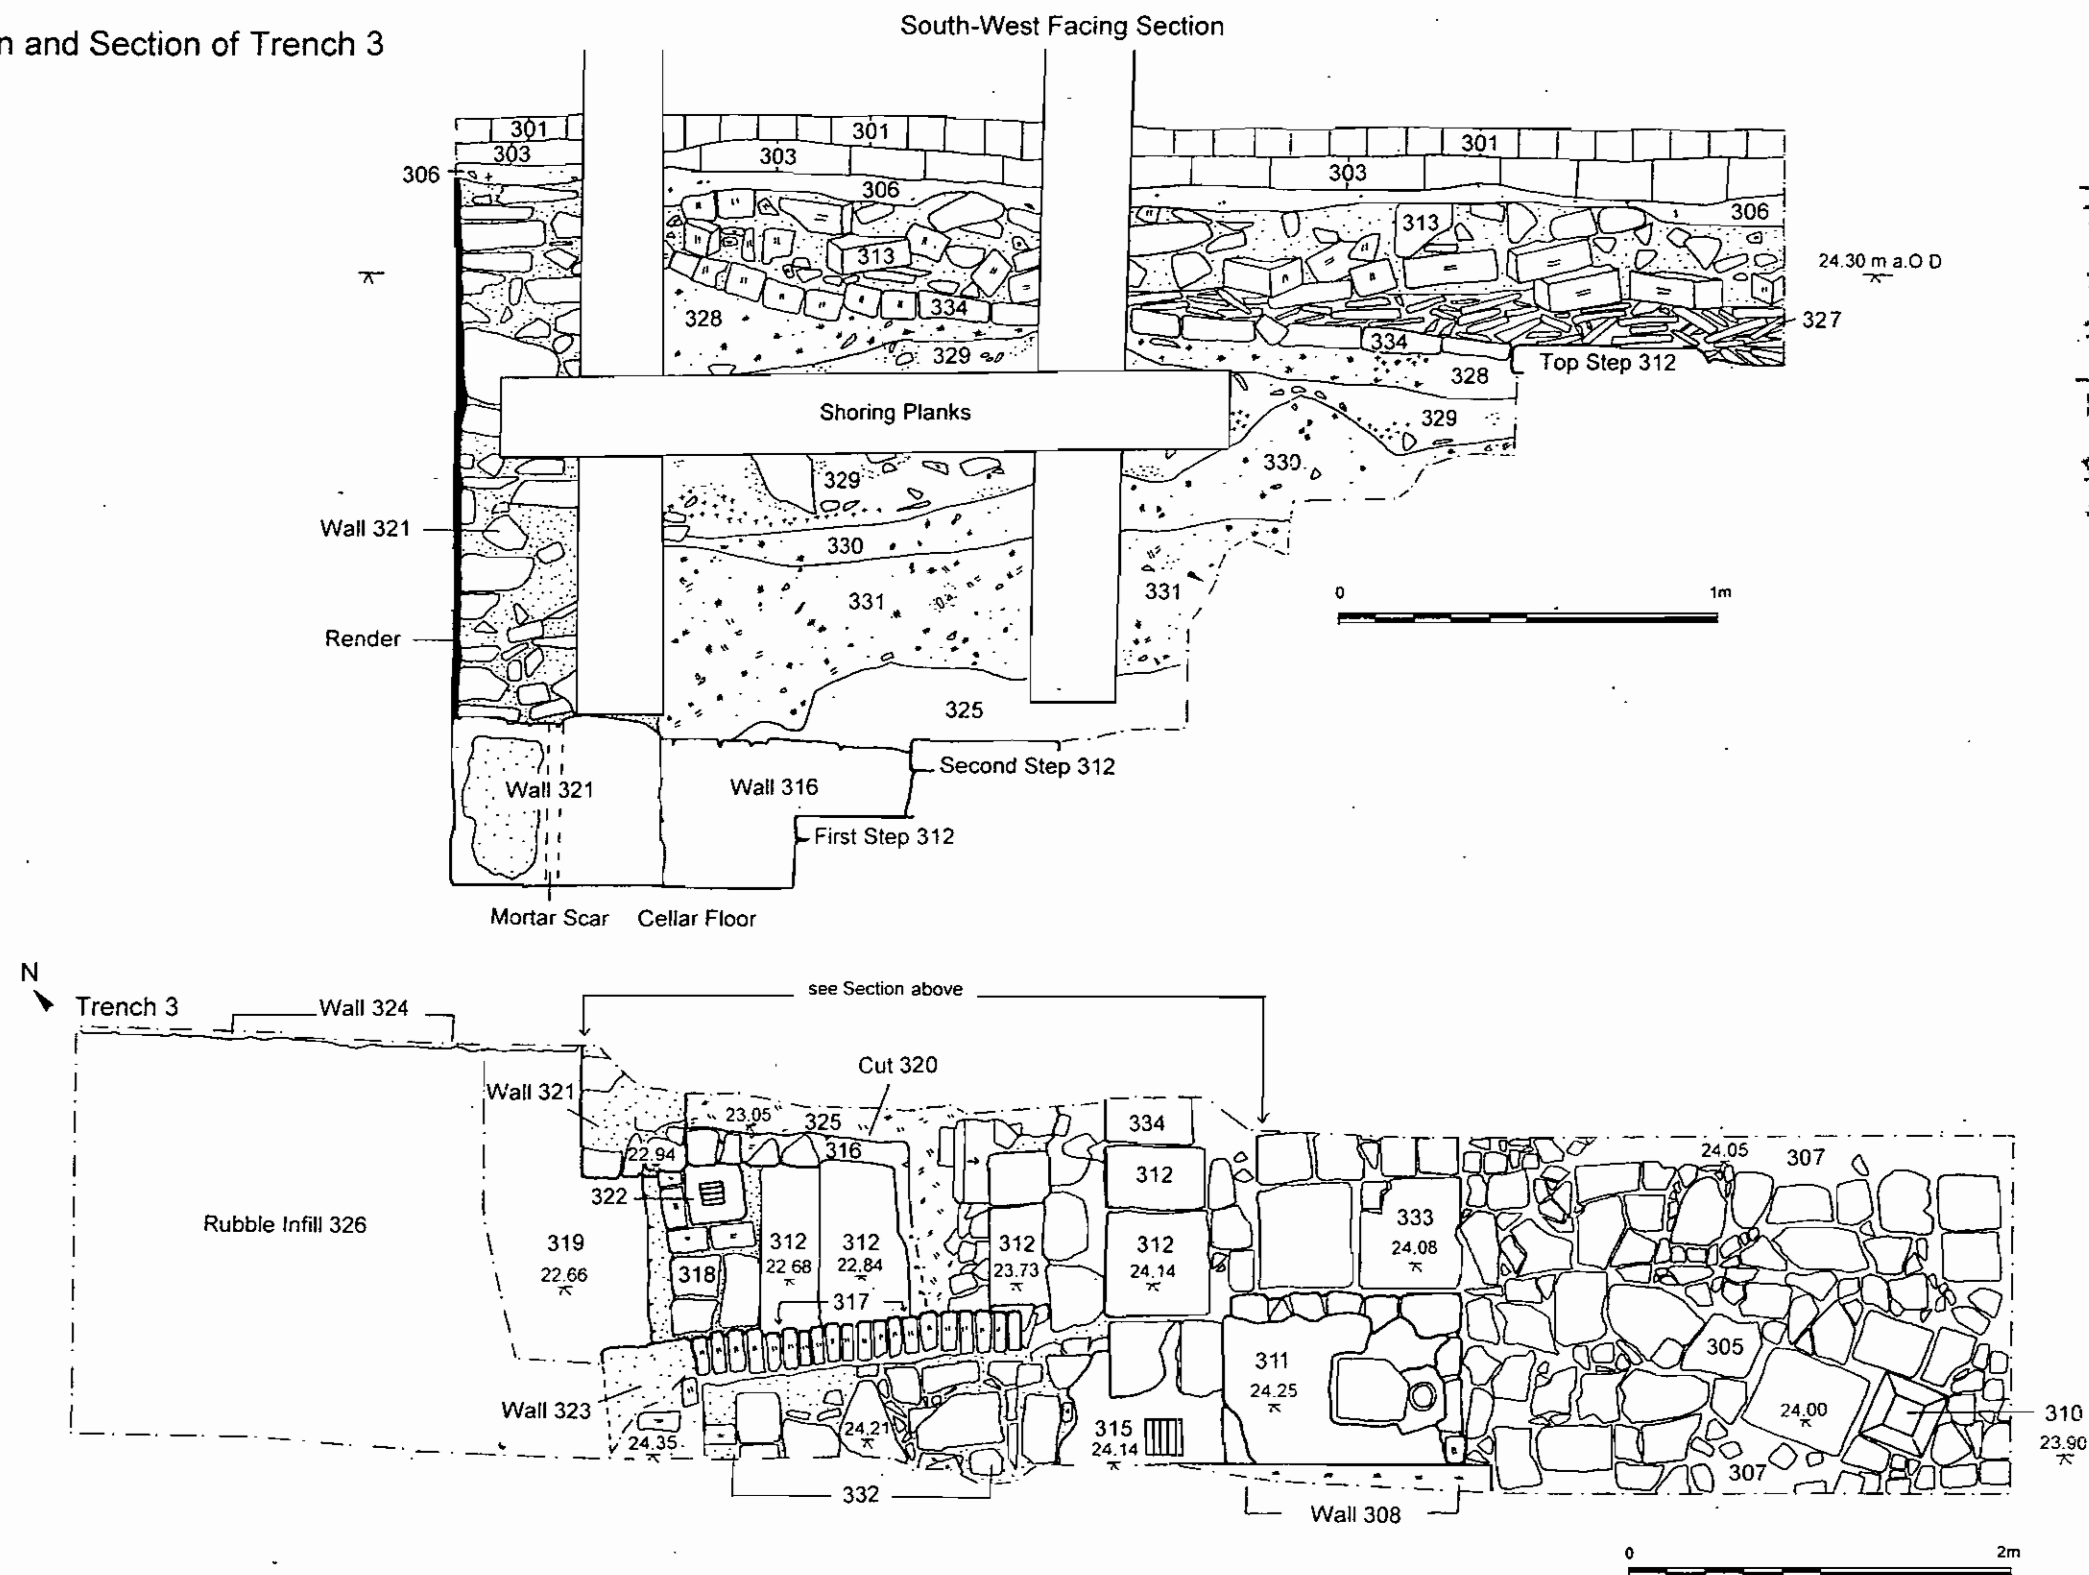 South-West Facing Section
n and Section of Trench 3
301
301
301
303
303
303
306
306
306
313
313
24.30 m a.O D
328
334
327
329
334
Top Step 312
328
Shoring Planks
329
330
329
Wall 321
330
331
331
0
1m
Render
325
Second Step 312
Wall 321
Wall 316
First Step 312
Mortar Scar
Cellar Floor
N
Trench 3
Wall 324
see Section above
Cut 320
Wall 321
23.05
325
334
316
22.94
24.05
307
312
322
Rubble Infill 326
319
22.66
318
312
22 68
312
22.84
312
23.73
312
24.14
333
24.08
317
305
311
24.25
Wall 323
24.35
24.21
315
24.14
24.00
310
23.90
307
332
Wall 308
0
2m